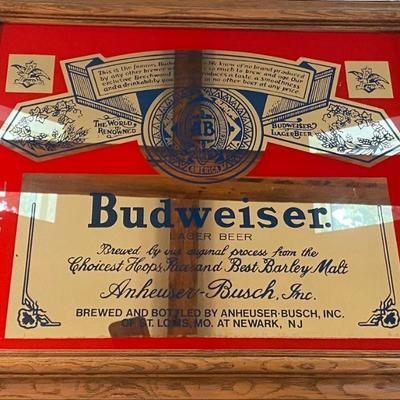 This is the famous Budweiser beer. We know of no brand produced
by any other brewer which costs so much to brew and age. Our
exclusive Beechwood Aging produces a taste, a smoothness
and a drinkability you will find in no other beer at any price.
THE WORLD
RENOWNED
AB
BUDWEISER
LAGER BEER
AMERICA
Budweiser.
LAGER BEER
Brewed by our original process from the
Choicest Hops, Rice and Best Barley Malt
Anheuser-Busch, Inc.
BREWED AND BOTTLED BY ANHEUSER-BUSCH, INC.
OF ST. LOUIS, MO. AT NEWARK, NJ